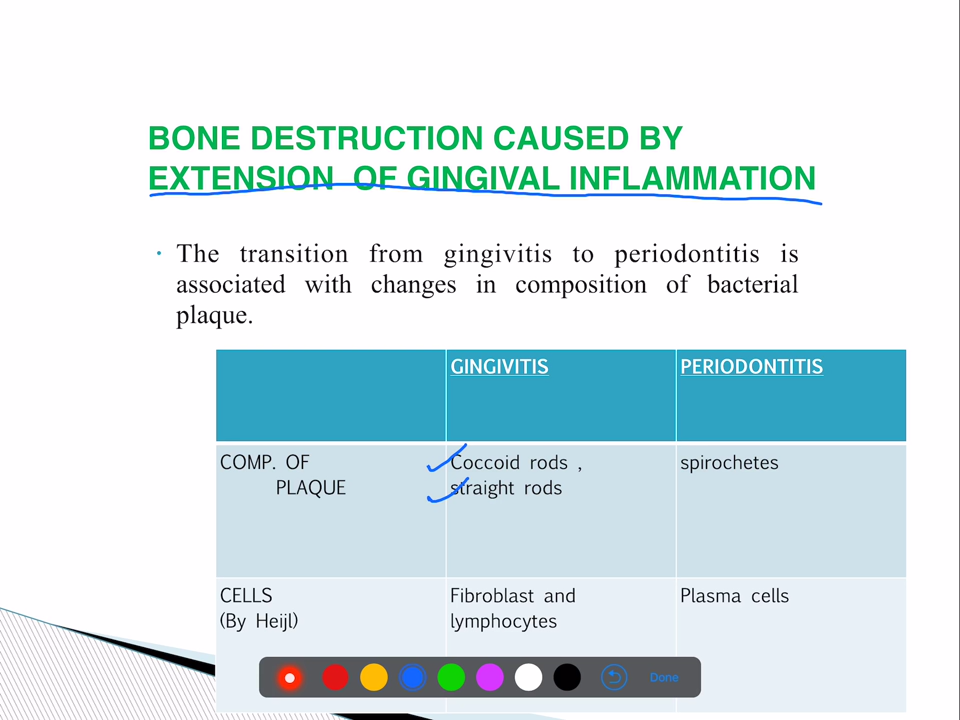 BONE DESTRUCTION CAUSED BY
EXTENSION OF GINGIVAL INFLAMMATION
• The transition from gingivitis to periodontitis is
associated with changes in composition of bacterial
plaque.
GINGIVITIS PERIODONTITIS
COMP. OF Coccoid rods , spirochetes
PLAQUE straight rods
CELLS Fibroblast and Plasma cells
(By Heijl) lymphocytes
Done